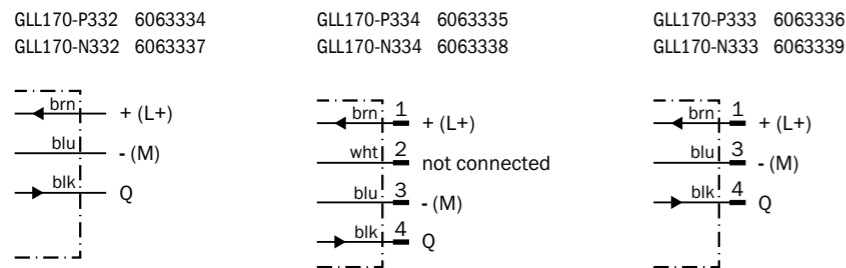 GLL170-P332 6063334
GLL170-N332 6063337
brn + (L+)
blu - (M)
blk Q
GLL170-P334 6063335
GLL170-N334 6063338
brn 1 + (L+)
wht 2 not connected
blu 3 - (M)
blk 4 Q
GLL170-P333 6063336
GLL170-N333 6063339
brn 1 + (L+)
blu 3 - (M)
blk 4 Q